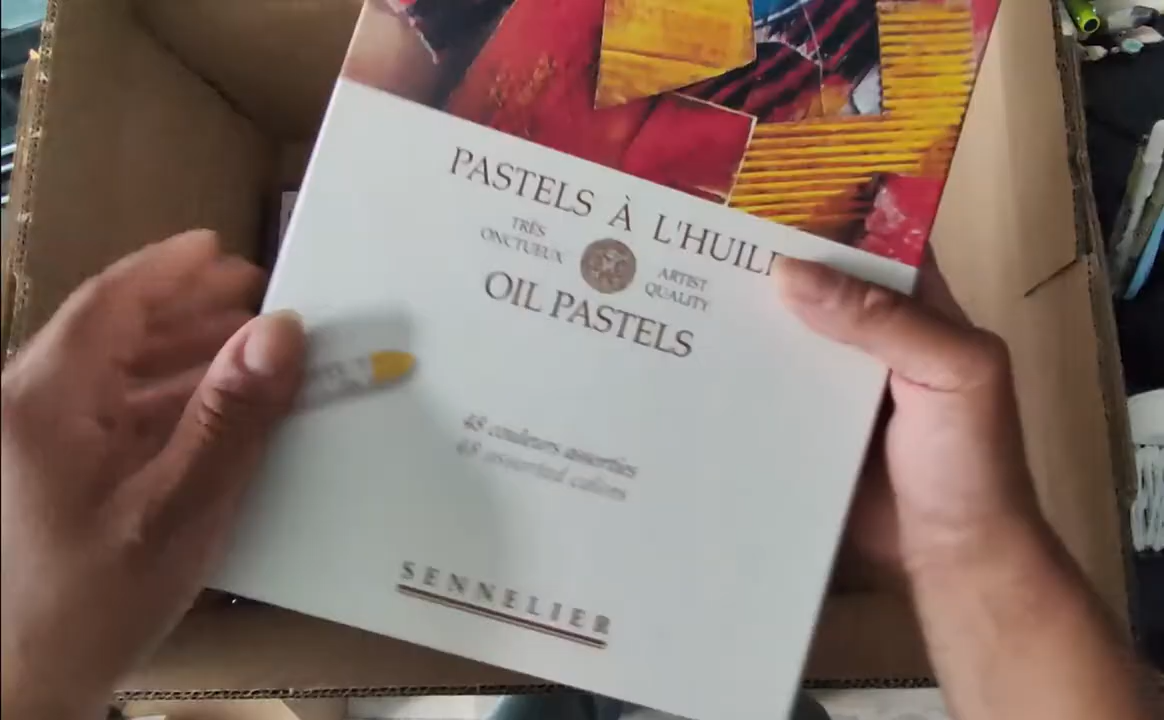 PASTELS À L'HUILE
TRÈS
ONCTUEUX
ARTIST
QUALITY
OIL PASTELS
48 couleurs assorties
48 assorted colors
SENNELIER